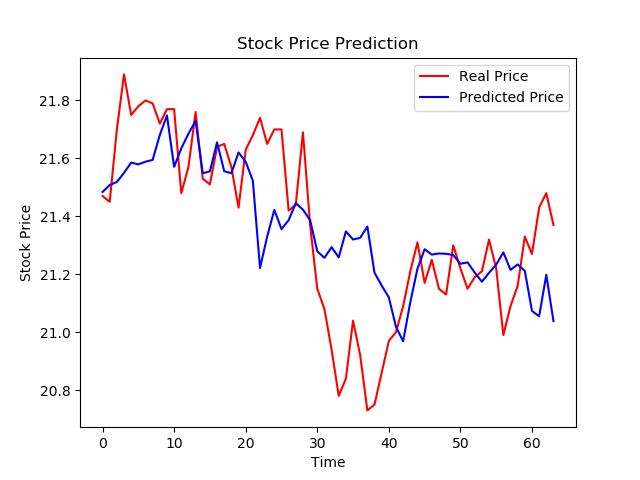 Stock Price Prediction
Real Price
Predicted Price
21.8
21.6
21.4
21.2
21.0
20.8
Stock Price
0 10 20 30 40 50 60
Time